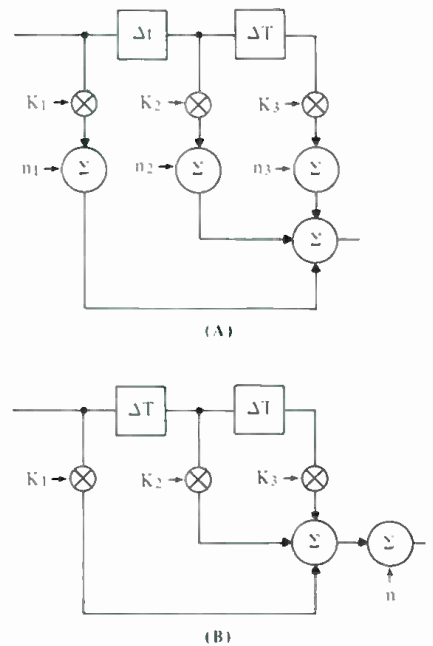 Δt ΔT
K₁ K₂ K₃
n₁ Σ n₂ Σ n₃ Σ
Σ
(A)
ΔT ΔT
K₁ K₂ K₃
Σ Σ
n
(B)